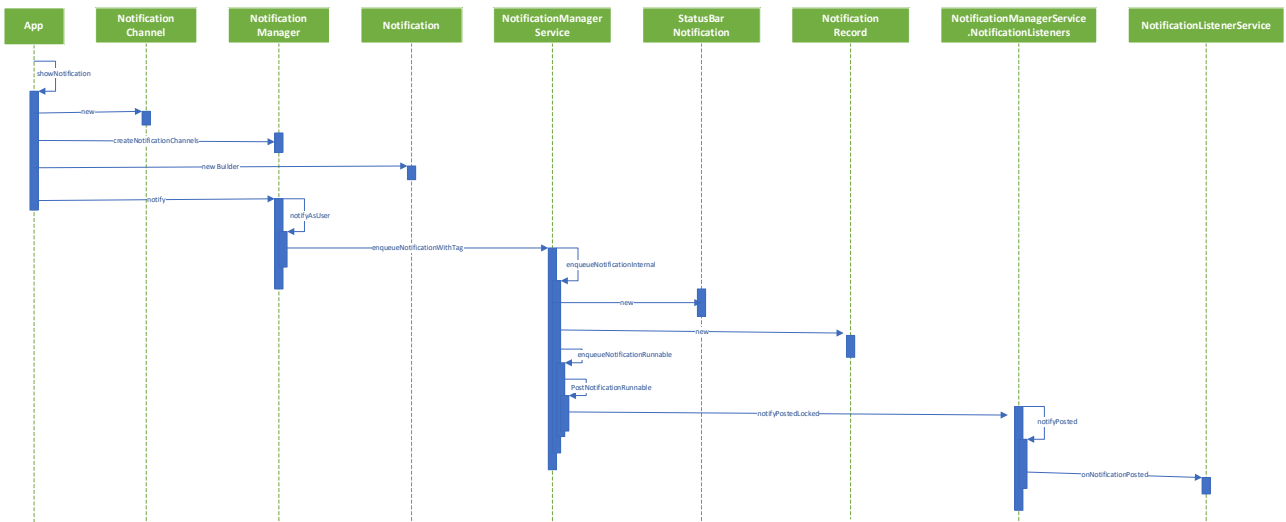 App
Notification
Channel
Notification
Manager
Notification
NotificationManager
Service
StatusBar
Notification
Notification
Record
NotificationManagerService
.NotificationListeners
NotificationListenerService
showNotification
new
createNotificationChannels
new Builder
notify
notifyAsUser
enqueueNotificationWithTag
enqueueNotificationInternal
new
new
enqueueNotificationRunnable
PostNotificationRunnable
notifyPostedLocked
notifyPosted
onNotificationPosted